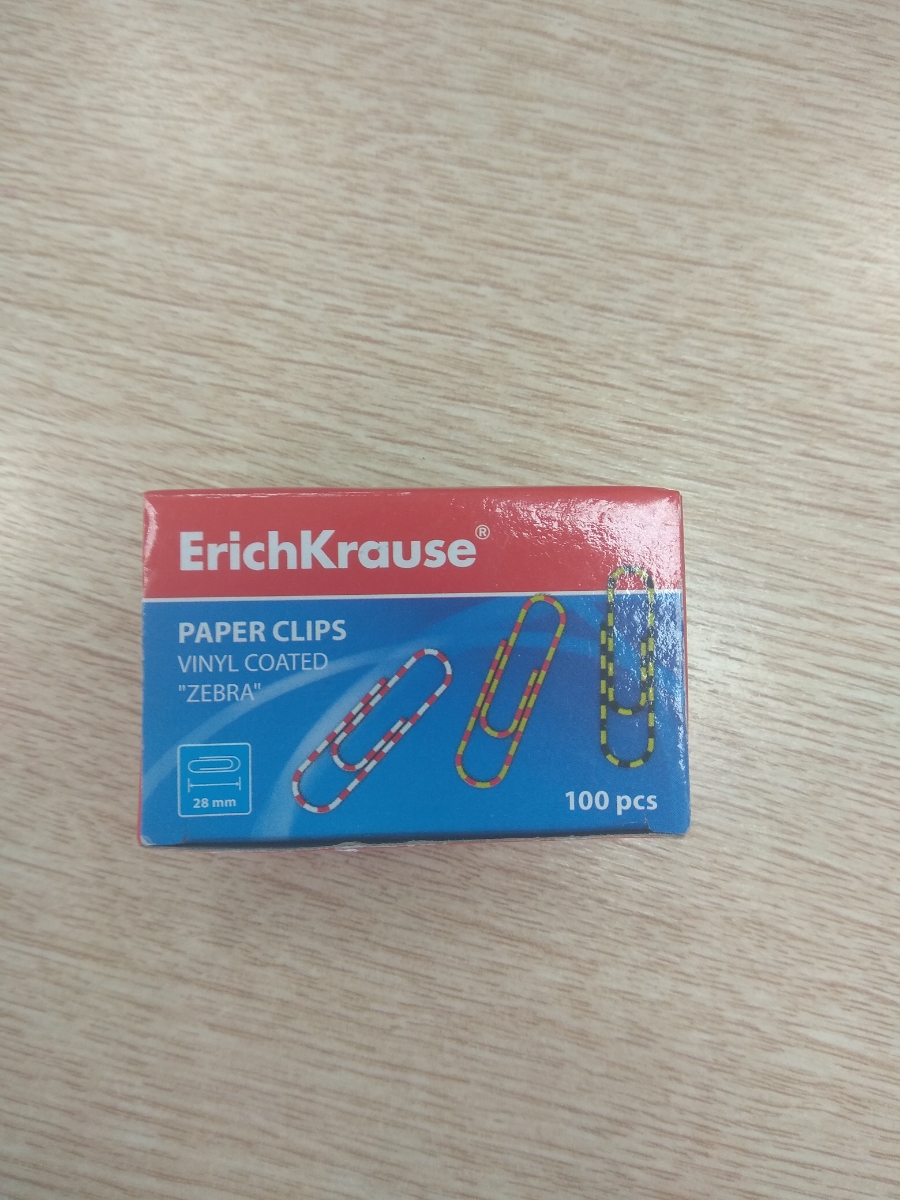 ErichKrause®
PAPER CLIPS
VINYL COATED
"ZEBRA"
28 mm
100 pcs